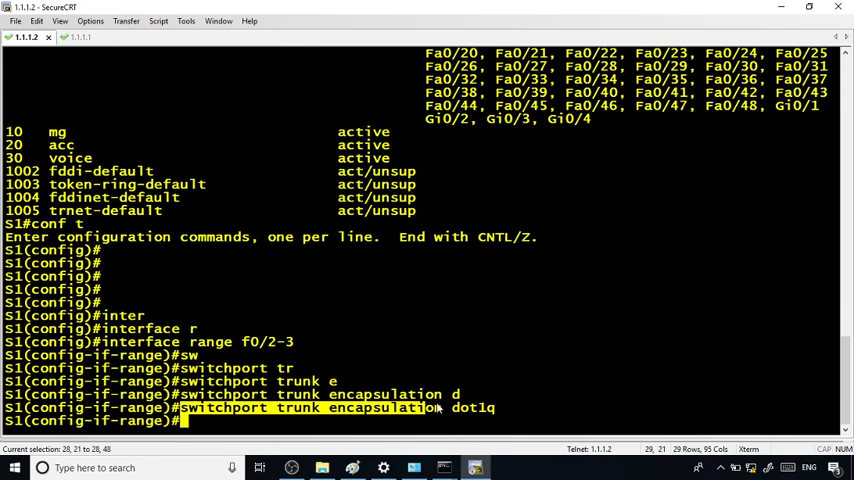 1.1.1.2 - SecureCRT
File Edit View Options Transfer Script Tools Window Help
1.1.1.2 1.1.1.1
Fa0/20, Fa0/21, Fa0/22, Fa0/23, Fa0/24, Fa0/25
Fa0/26, Fa0/27, Fa0/28, Fa0/29, Fa0/30, Fa0/31
Fa0/32, Fa0/33, Fa0/34, Fa0/35, Fa0/36, Fa0/37
Fa0/38, Fa0/39, Fa0/40, Fa0/41, Fa0/42, Fa0/43
Fa0/44, Fa0/45, Fa0/46, Fa0/47, Fa0/48, Gi0/1
Gi0/2, Gi0/3, Gi0/4
10 mg active
20 acc active
30 voice active
1002 fddi-default act/unsup
1003 token-ring-default act/unsup
1004 fddinet-default act/unsup
1005 trnet-default act/unsup
S1#conf t
Enter configuration commands, one per line. End with CNTL/Z.
S1(config)#
S1(config)#
S1(config)#
S1(config)#
S1(config)#
S1(config)#inter
S1(config)#interface r
S1(config)#interface range f0/2-3
S1(config-if-range)#sw
S1(config-if-range)#switchport tr
S1(config-if-range)#switchport trunk e
S1(config-if-range)#switchport trunk encapsulation d
S1(config-if-range)#switchport trunk encapsulation dot1q
S1(config-if-range)#
Current selection: 28, 21 to 28, 48 Telnet: 1.1.1.2 29, 21 29 Rows, 95 Cols Xterm CAP NUM
Type here to search ENG 3